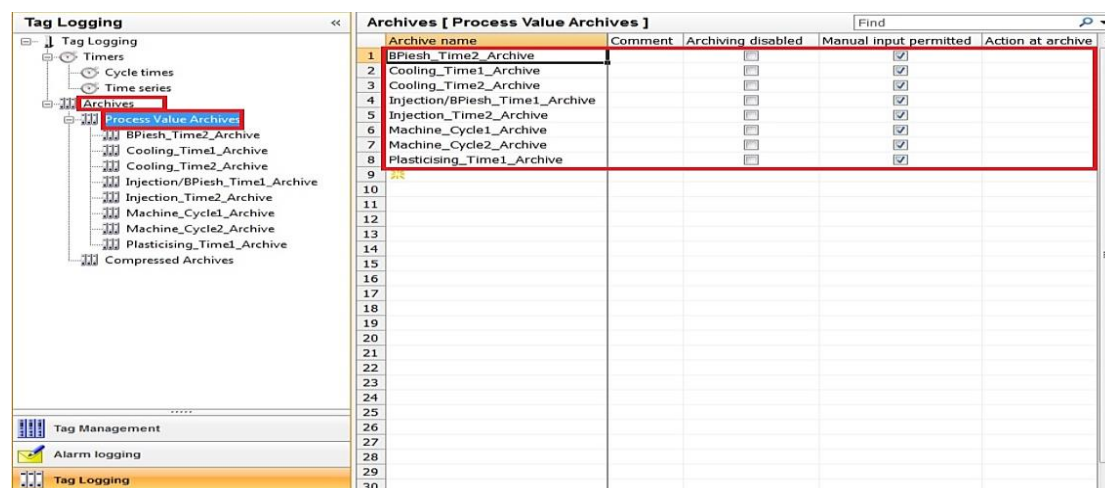 Tag Logging «
Tag Logging
Timers
Cycle times
Time series
Archives
Process Value Archives
BPiesh_Time2_Archive
Cooling_Time1_Archive
Cooling_Time2_Archive
Injection/BPiesh_Time1_Archive
Injection_Time2_Archive
Machine_Cycle1_Archive
Machine_Cycle2_Archive
Plasticising_Time1_Archive
Compressed Archives
Tag Management
Alarm logging
Tag Logging
Archives [ Process Value Archives ] Find
Archive name Comment Archiving disabled Manual input permitted Action at archive
1 BPiesh_Time2_Archive
2 Cooling_Time1_Archive
3 Cooling_Time2_Archive
4 Injection/BPiesh_Time1_Archive
5 Injection_Time2_Archive
6 Machine_Cycle1_Archive
7 Machine_Cycle2_Archive
8 Plasticising_Time1_Archive
9
10
11
12
13
14
15
16
17
18
19
20
21
22
23
24
25
26
27
28
29
30